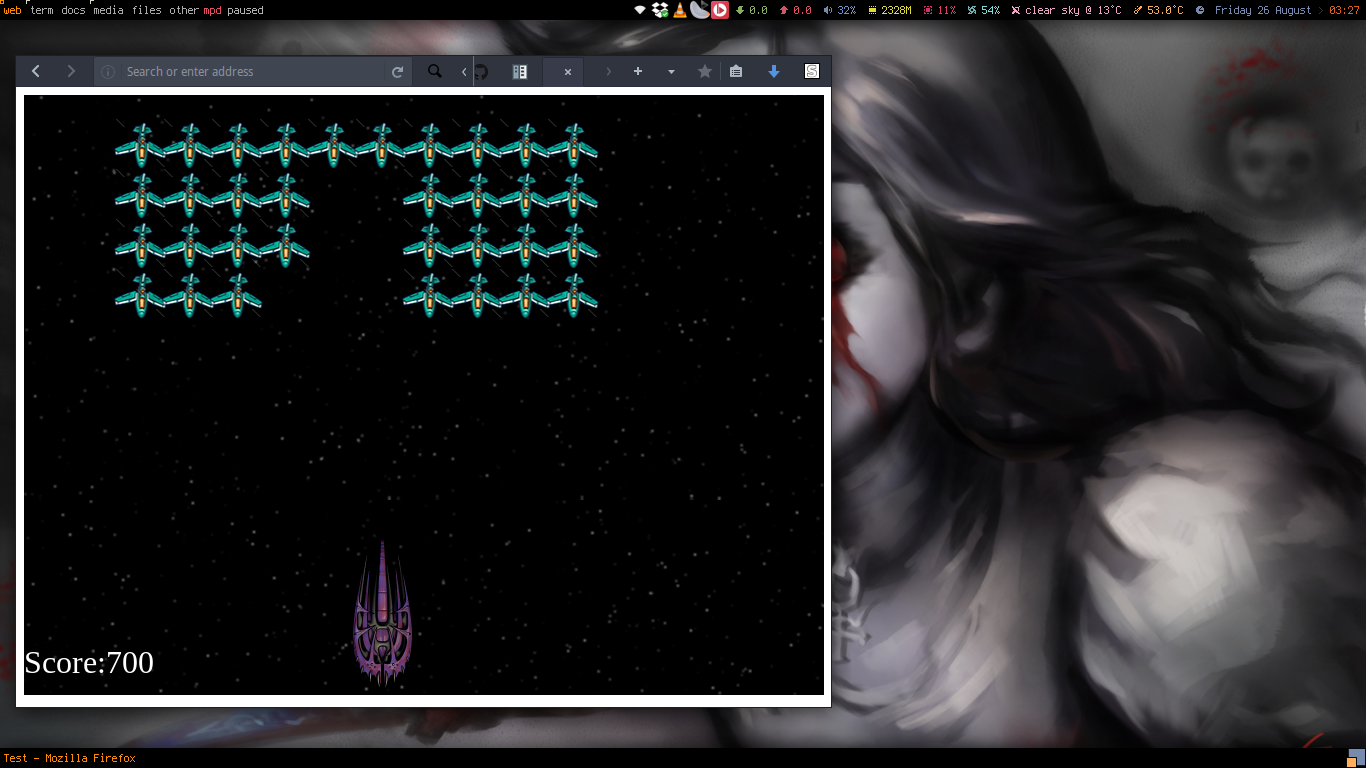 web term docs media files other mpd paused 0.0 0.0 32% 2328M 11% 54% clear sky @ 13°C 53.0°C Friday 26 August > 03:27
Search or enter address
S
Score:700
Test - Mozilla Firefox